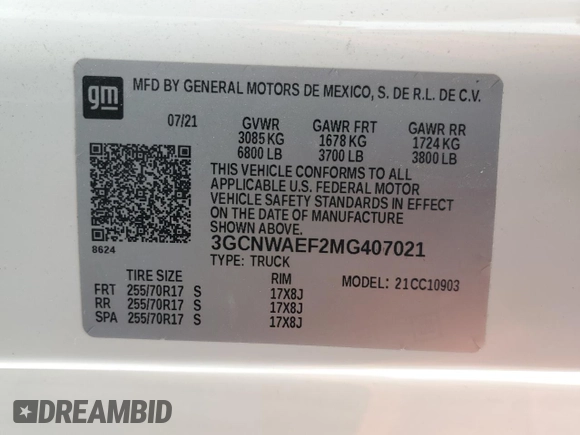 gm
MFD BY GENERAL MOTORS DE MEXICO, S. DE R.L. DE C.V.
07/21 GVWR GAWR FRT GAWR RR
3085 KG 1678 KG 1724 KG
6800 LB 3700 LB 3800 LB
THIS VEHICLE CONFORMS TO ALL
APPLICABLE U.S. FEDERAL MOTOR
VEHICLE SAFETY STANDARDS IN EFFECT
ON THE DATE OF MANUFACTURE
SHOWN ABOVE.
8624
3GCNWAEF2MG407021
TYPE: TRUCK
TIRE SIZE RIM MODEL: 21CC10903
FRT 255/70R17 S 17X8J
RR 255/70R17 S 17X8J
SPA 255/70R17 S 17X8J
DREAMBID